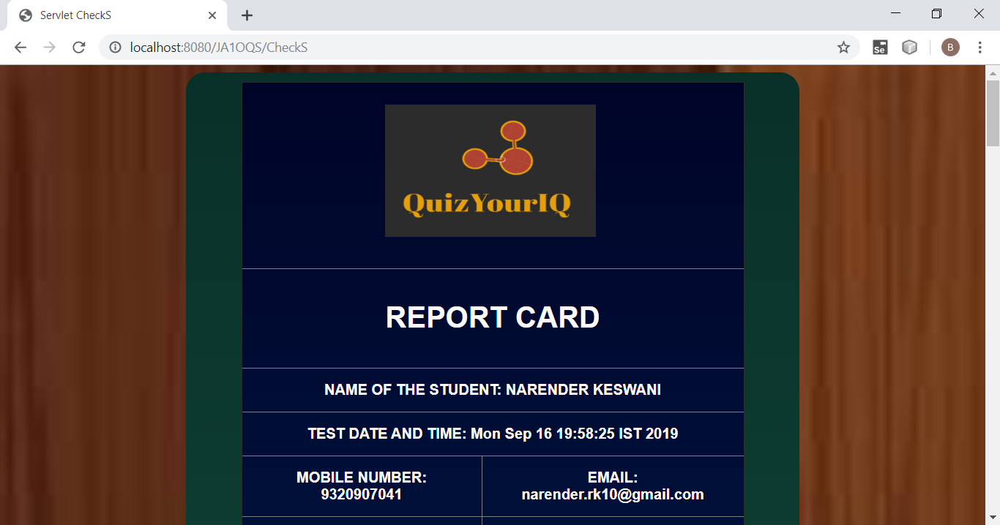 Servlet CheckS
localhost:8080/JA1OQS/CheckS
Se
B
QuizYourIQ
REPORT CARD
NAME OF THE STUDENT: NARENDER KESWANI
TEST DATE AND TIME: Mon Sep 16 19:58:25 IST 2019
MOBILE NUMBER:
9320907041
EMAIL:
narender.rk10@gmail.com